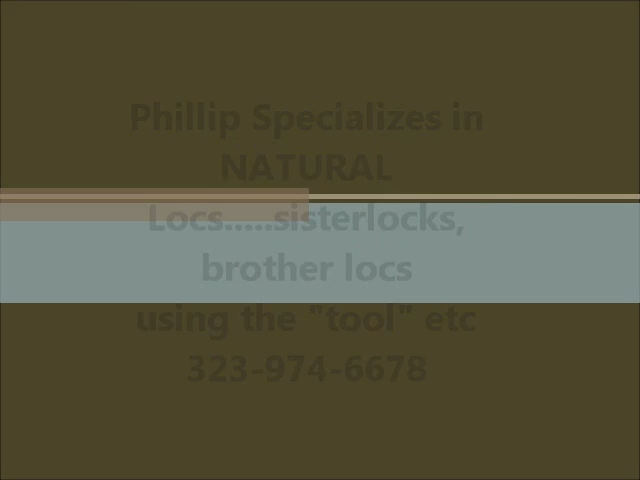 Phillip Specializes in
NATURAL
Locs.....sisterlocks,
brother locs
using the "tool" etc
323-974-6678